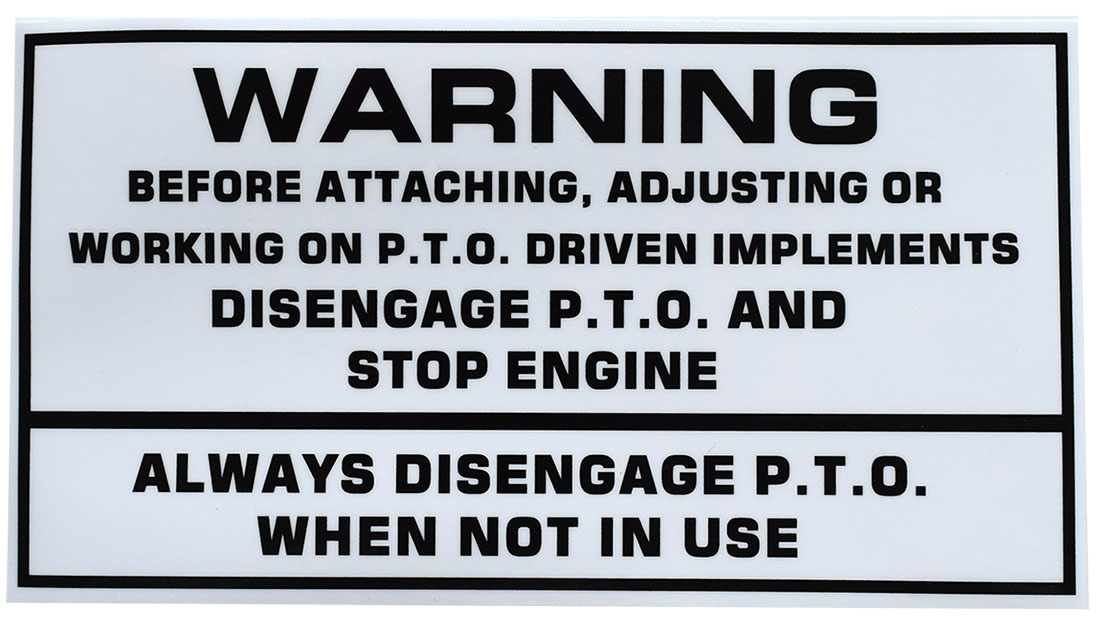 WARNING
BEFORE ATTACHING, ADJUSTING OR
WORKING ON P.T.O. DRIVEN IMPLEMENTS
DISENGAGE P.T.O. AND
STOP ENGINE
ALWAYS DISENGAGE P.T.O.
WHEN NOT IN USE